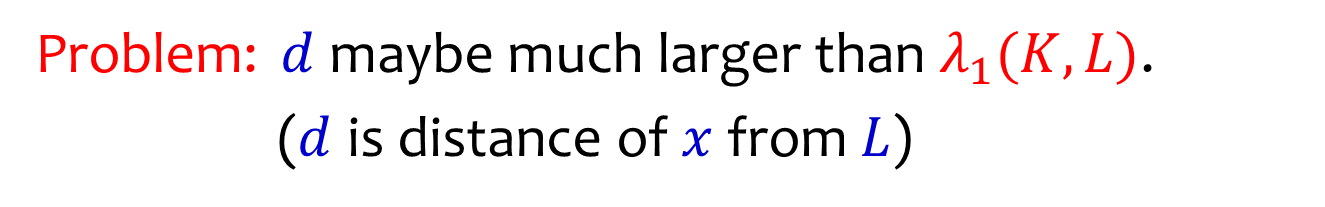 Problem: d maybe much larger than λ₁(K, L).
(d is distance of x from L)